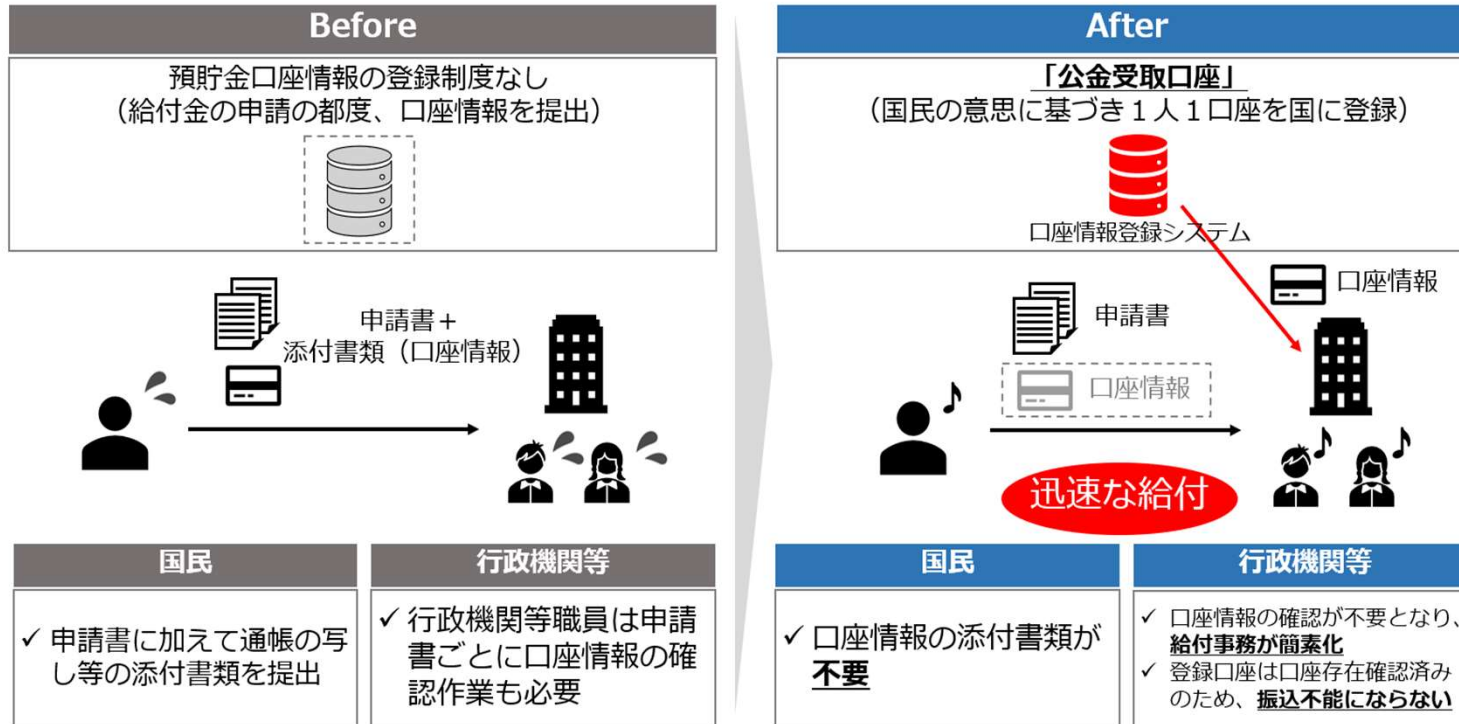 Before
預貯金口座情報の登録制度なし
（給付金の申請の都度、口座情報を提出）
申請書＋
添付書類（口座情報）
国民
✓ 申請書に加えて通帳の写
し等の添付書類を提出
行政機関等
✓ 行政機関等職員は申請
書ごとに口座情報の確
認作業も必要
After
「公金受取口座」
（国民の意思に基づき１人１口座を国に登録）
口座情報登録システム
口座情報
申請書
口座情報
迅速な給付
国民
✓ 口座情報の添付書類が
不要
行政機関等
✓ 口座情報の確認が不要となり、
給付事務が簡素化
✓ 登録口座は口座存在確認済み
のため、振込不能にならない